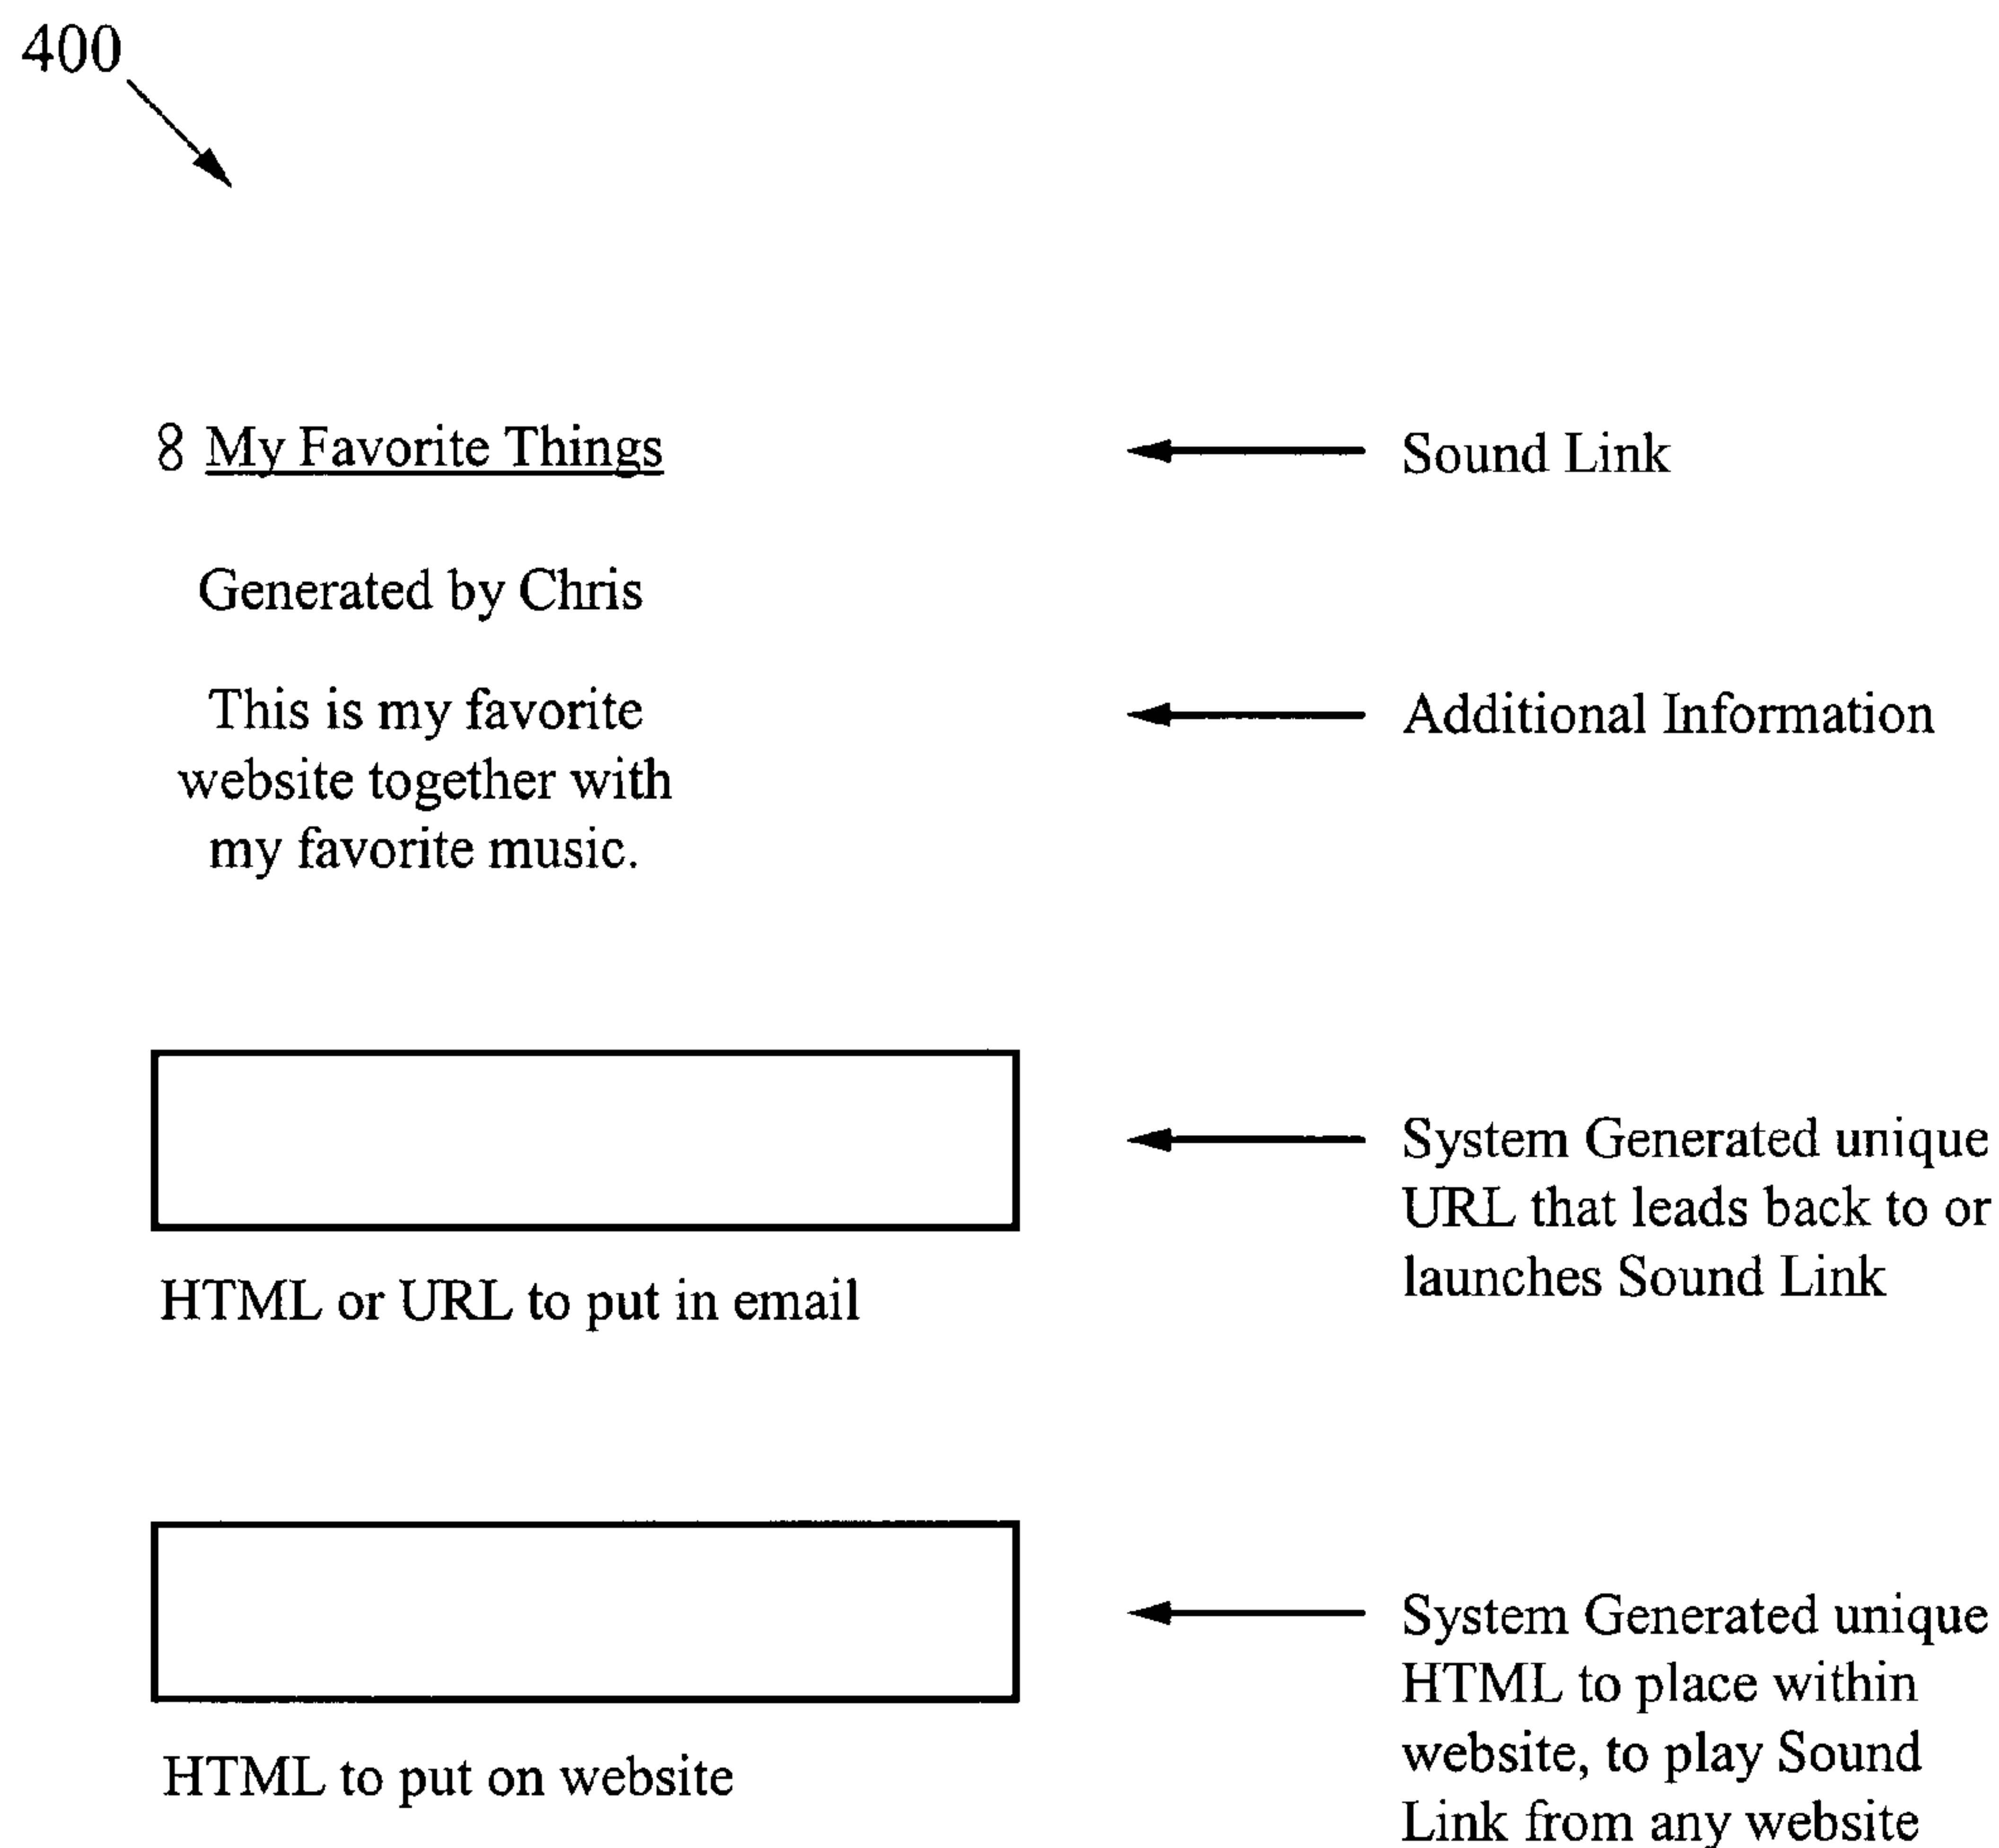 400
8 My Favorite Things
Sound Link
Generated by Chris
This is my favorite
website together with
my favorite music.
Additional Information
HTML or URL to put in email
System Generated unique
URL that leads back to or
launches Sound Link
HTML to put on website
System Generated unique
HTML to place within
website, to play Sound
Link from any website